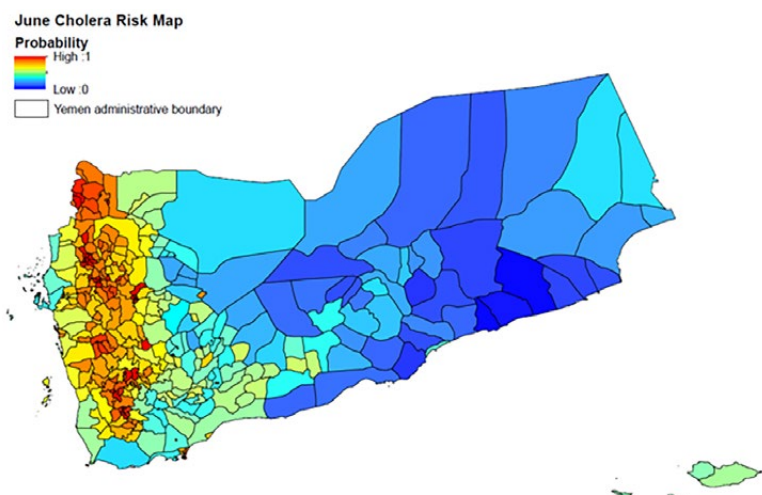 June Cholera Risk Map
Probability
High :1
Low :0
Yemen administrative boundary